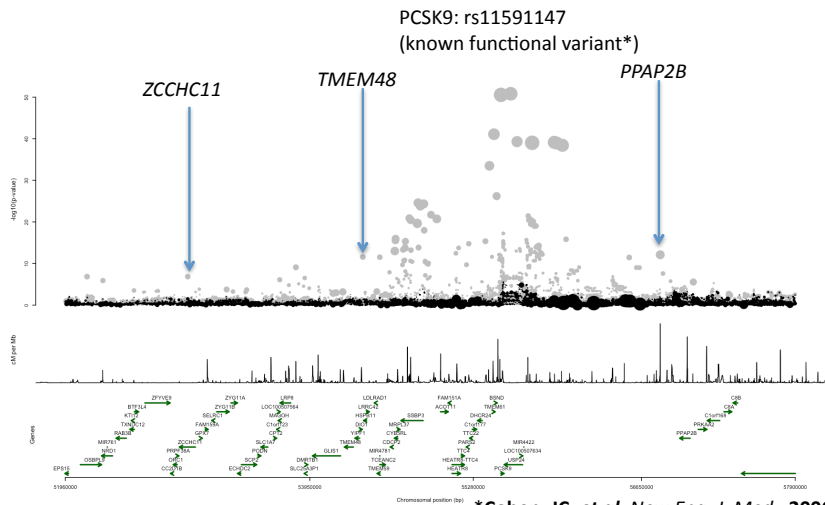 PCSK9: rs11591147
(known functional variant*)
ZCCHC11
TMEM48
PPAP2B
50
40
30
20
10
0
-log10(p-value)
cM per Mb
Genes
ZFYVE9 ZYG11A LRP8 LDLRAD1 FAM151A BSND C8B
BTF3L4 ZYG11B LOC100507564 LRRC42 ACOT11 TMEM61 C8A
KTI12 SELRC1 MAGOH HSPB11 SSBP3 DHCR24 C1orf168
TXNDC12 FAM159A C1orf123 DIO1 MRPL37 C1orf177 PRKAA2
RAB3B GPX7 CPT2 YIPF1 CYB5RL TTC22 PPAP2B
MIR761 ZCCHC11 SLC1A7 TMEM48 CDCP2 PARS2 MIR4422
NRD1 PRPF38A PODN GLIS1 MIR4781 TTC4 LOC100507634
OSBPL9 ORC1 SCP2 DMRTB1 TCEANC2 HEATR8-TTC4 USP24
EPS15 CC2D1B ECHDC2 SLC25A3P1 TMEM59 HEATR8 PCSK9
51960000 53950000 55280000 56650000 57900000
Chromosomal position (bp)